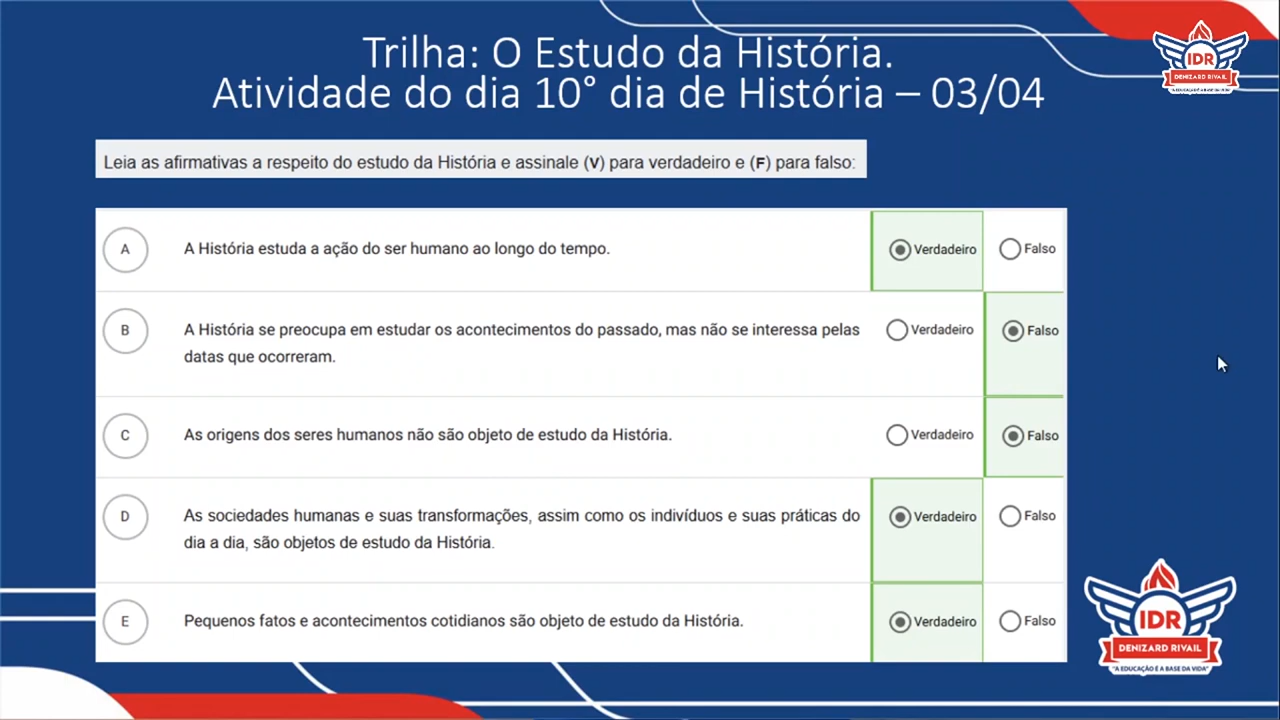 Trilha: O Estudo da História.
Atividade do dia 10° dia de História – 03/04
IDR
DENIZARD RIVAIL
"A EDUCAÇÃO É A BASE DA VIDA"
Leia as afirmativas a respeito do estudo da História e assinale (V) para verdadeiro e (F) para falso:
A A História estuda a ação do ser humano ao longo do tempo. Verdadeiro Falso
B A História se preocupa em estudar os acontecimentos do passado, mas não se interessa pelas Verdadeiro Falso
datas que ocorreram.
C As origens dos seres humanos não são objeto de estudo da História. Verdadeiro Falso
D As sociedades humanas e suas transformações, assim como os indivíduos e suas práticas do Verdadeiro Falso
dia a dia, são objetos de estudo da História.
E Pequenos fatos e acontecimentos cotidianos são objeto de estudo da História. Verdadeiro Falso
IDR
DENIZARD RIVAIL
"A EDUCAÇÃO É A BASE DA VIDA"